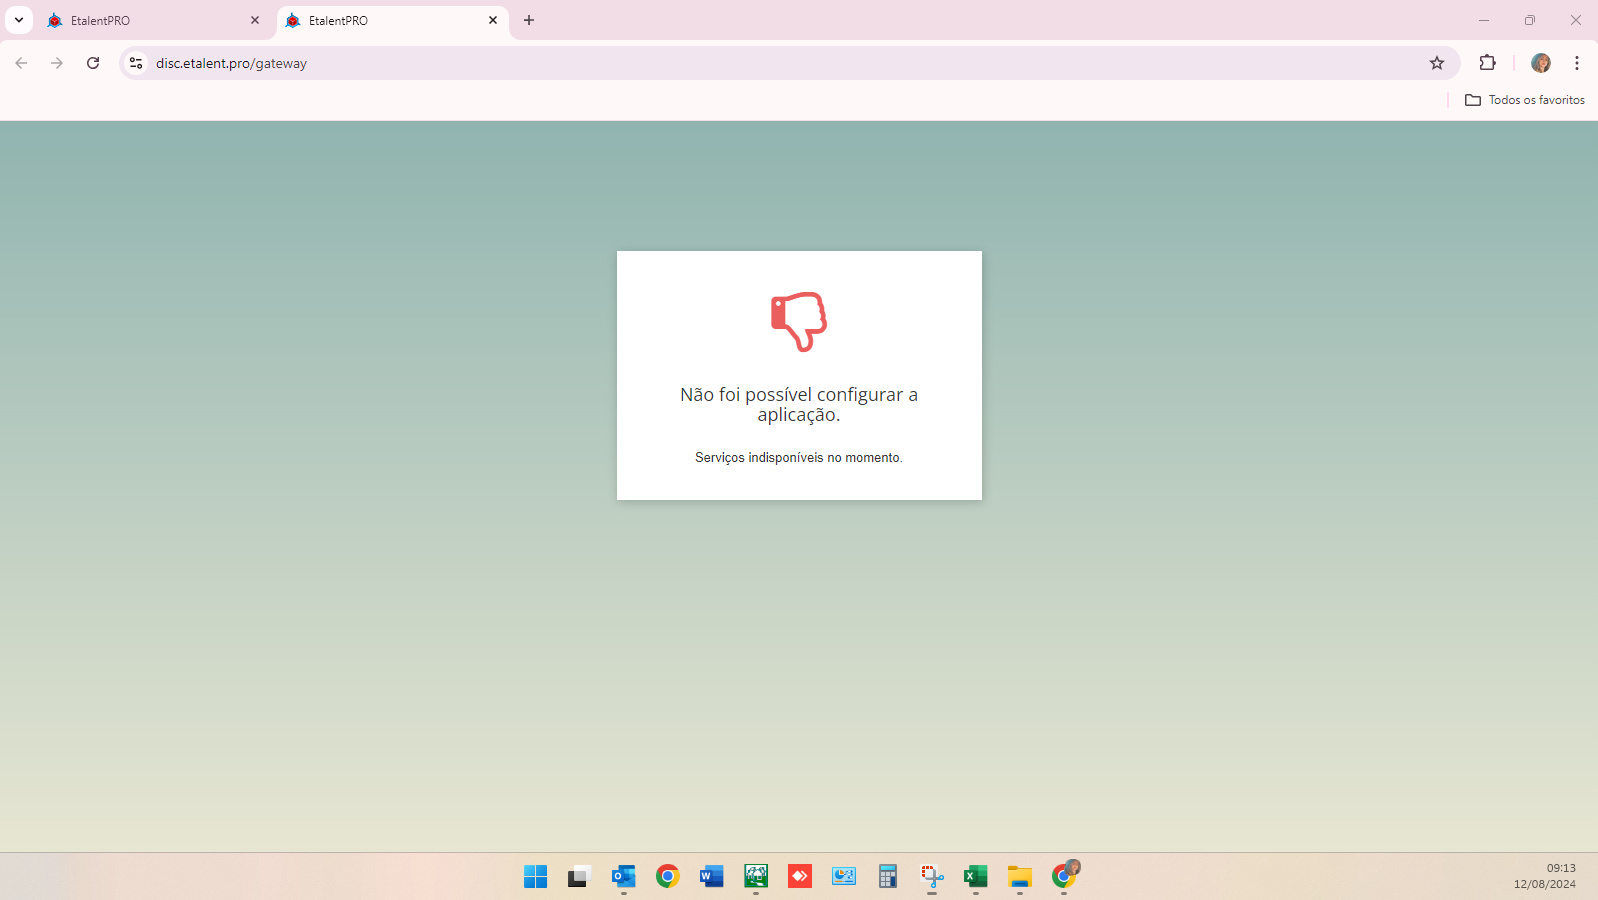 EtalentPRO
EtalentPRO
disc.etalent.pro/gateway
Todos os favoritos
Não foi possível configurar a
aplicação.
Serviços indisponíveis no momento.
09:13
12/08/2024